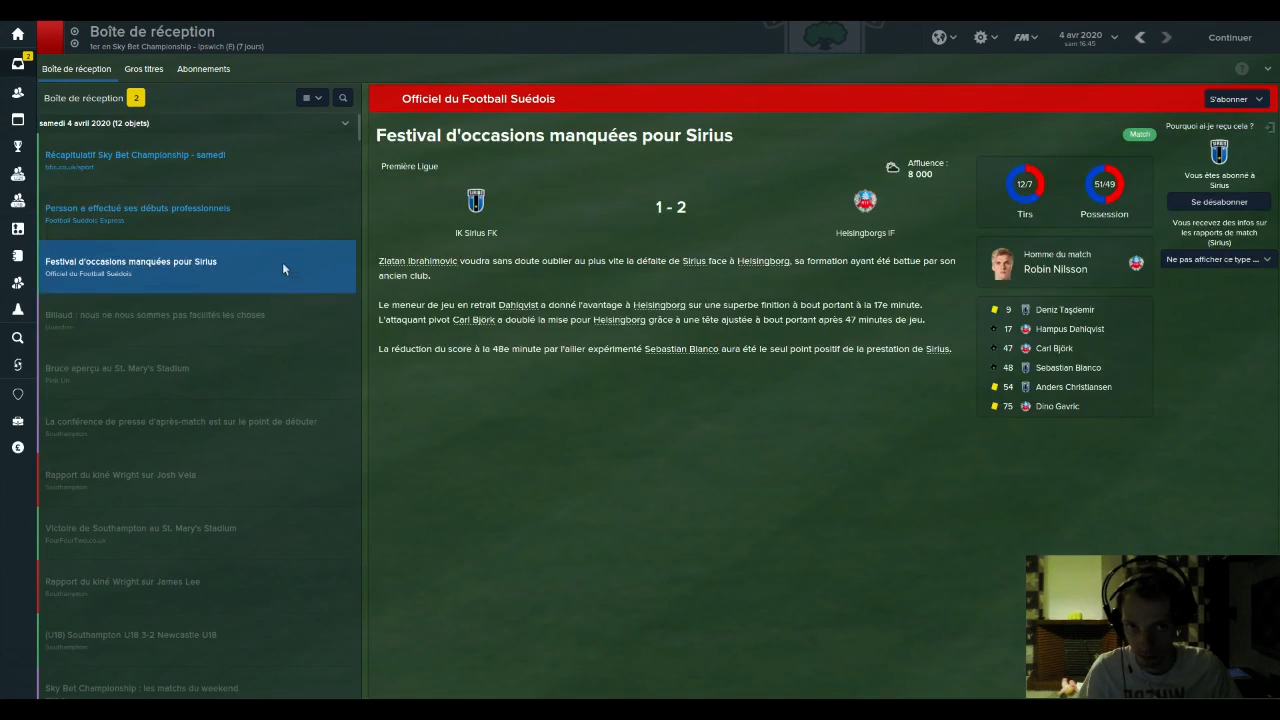 Boîte de réception
1er en Sky Bet Championship - Ipswich (E) (7 jours)
FM
4 avr 2020
sam 16:45
Continuer
2
Boîte de réception
Gros titres
Abonnements
Boîte de réception 2
samedi 4 avril 2020 (12 objets)
Récapitulatif Sky Bet Championship - samedi
bbc.co.uk/sport
Persson a effectué ses débuts professionnels
Football Suédois Express
Festival d'occasions manquées pour Sirius
Officiel du Football Suédois
Billaud : nous ne nous sommes pas facilités les choses
Bruce aperçu au St. Mary's Stadium
Pink Un
La conférence de presse d'après-match est sur le point de débuter
Southampton
Rapport du kiné Wright sur Josh Vela
Southampton
Victoire de Southampton au St. Mary's Stadium
FourFourTwo.co.uk
Rapport du kiné Wright sur James Lee
Southampton
(U18) Southampton U18 3-2 Newcastle U18
Southampton
Sky Bet Championship : les matchs du weekend
Officiel du Football Suédois
S'abonner
Festival d'occasions manquées pour Sirius
Match
Première Ligue
Affluence :
8 000
IK Sirius FK
1 - 2
Helsingborgs IF
Zlatan Ibrahimovic voudra sans doute oublier au plus vite la défaite de Sirius face à Helsingborg, sa formation ayant été battue par son
ancien club.
Le meneur de jeu en retrait Dahlqvist a donné l'avantage à Helsingborg sur une superbe finition à bout portant à la 17e minute.
L'attaquant pivot Carl Björk a doublé la mise pour Helsingborg grâce à une tête ajustée à bout portant après 47 minutes de jeu.
La réduction du score à la 48e minute par l'ailier expérimenté Sebastian Blanco aura été le seul point positif de la prestation de Sirius.
12/7
Tirs
51/49
Possession
Homme du match
Robin Nilsson
9 Deniz Taşdemir
17 Hampus Dahlqvist
47 Carl Björk
48 Sebastian Blanco
54 Anders Christiansen
75 Dino Gavric
Pourquoi ai-je reçu cela ?
Vous êtes abonné à
Sirius
Se désabonner
Vous recevez des infos sur
les rapports de match
(Sirius)
Ne pas afficher ce type ...